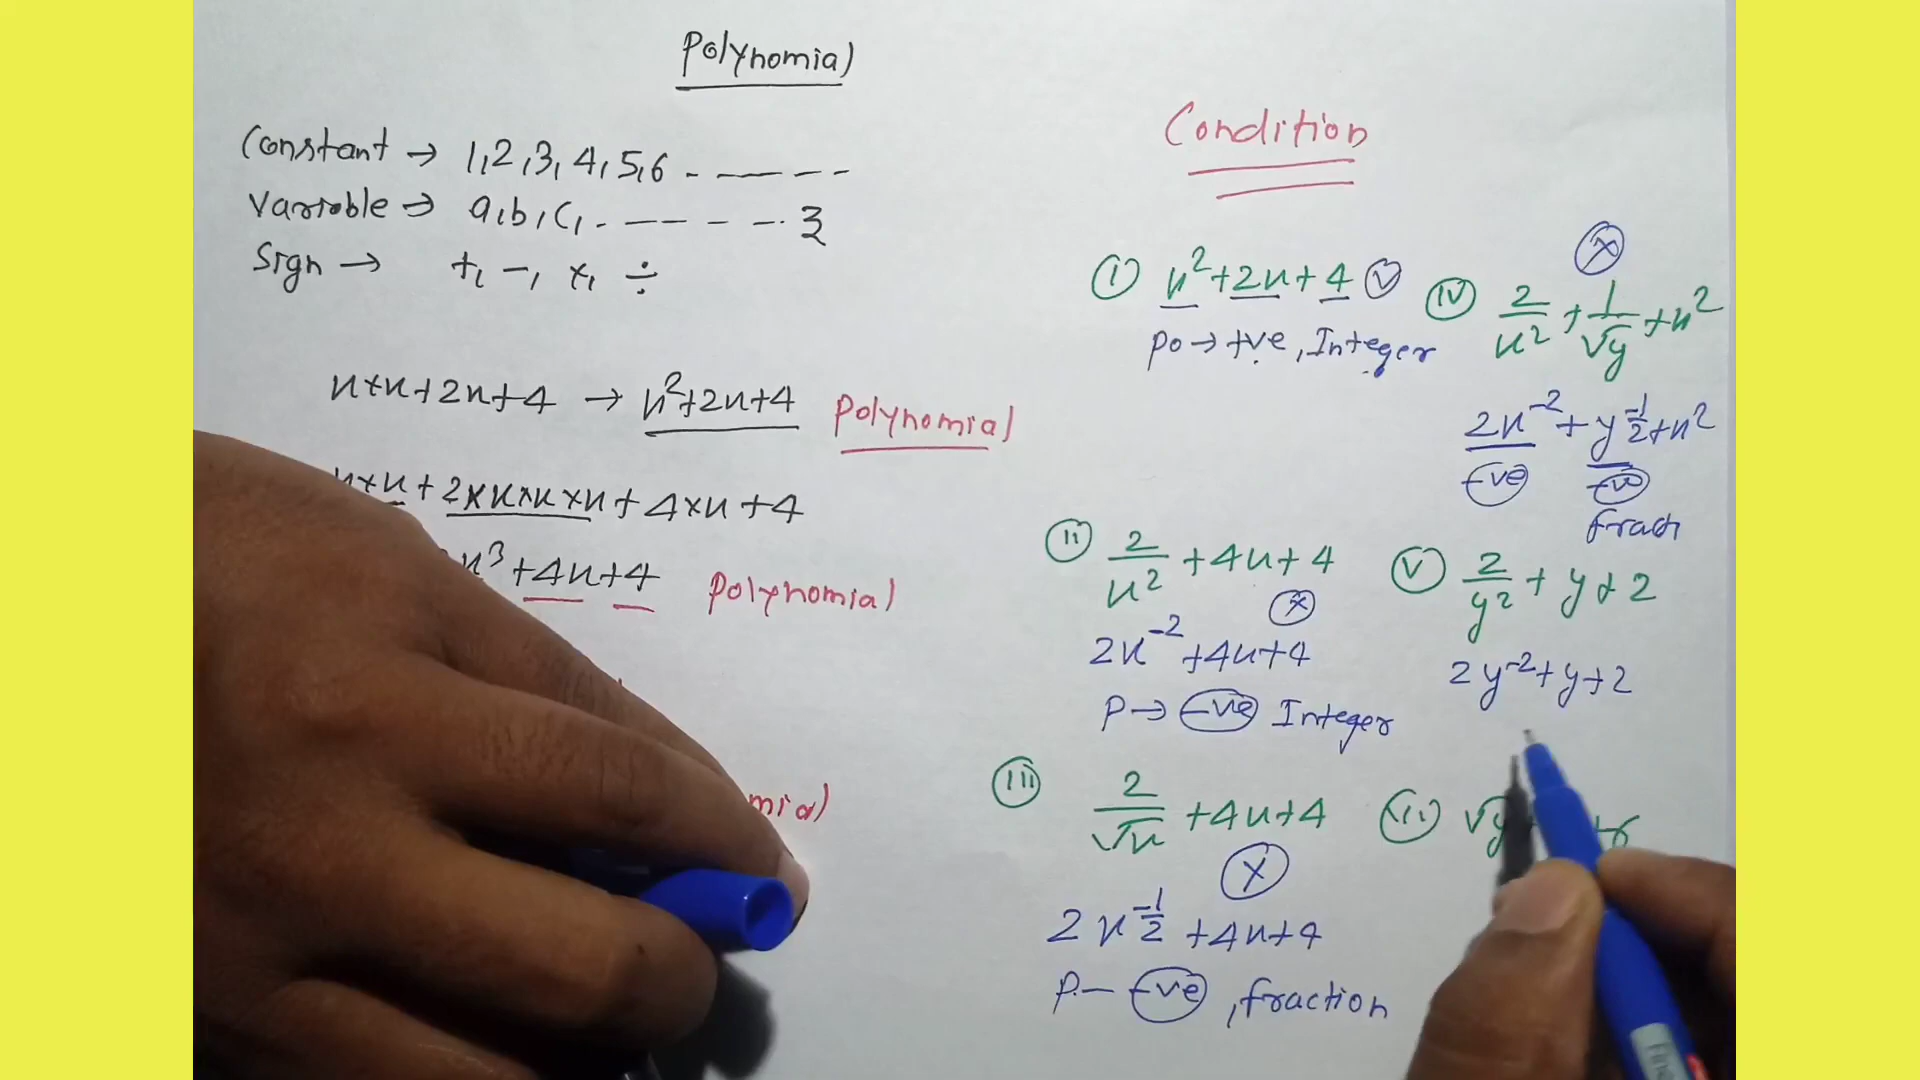 Polynomial
Constant → 1,2,3,4,5,6 - - - - -
Variable → a,b,c, - - - - - - z
Sign → +, -, ×, ÷
x×x+2x+4 → x²+2x+4 Polynomial
x×x + 2×x×x×x + 4×x + 4
x³ + 4x + 4 Polynomial
mial
Condition
(i) x²+2x+4 ✓
Po → +ve, Integer
(ii) 2/x² + 4x + 4
×
2x⁻² + 4x + 4
P → -ve Integer
(iii) 2/√x + 4x + 4
×
2x^(-1/2) + 4x + 4
P – -ve, fraction
×
(iv) 2/x² + 1/√y + x²
2x⁻² + y^(-1/2) + x²
-ve -ve
fract
(v) 2/y² + y + 2
2y⁻² + y + 2
√y